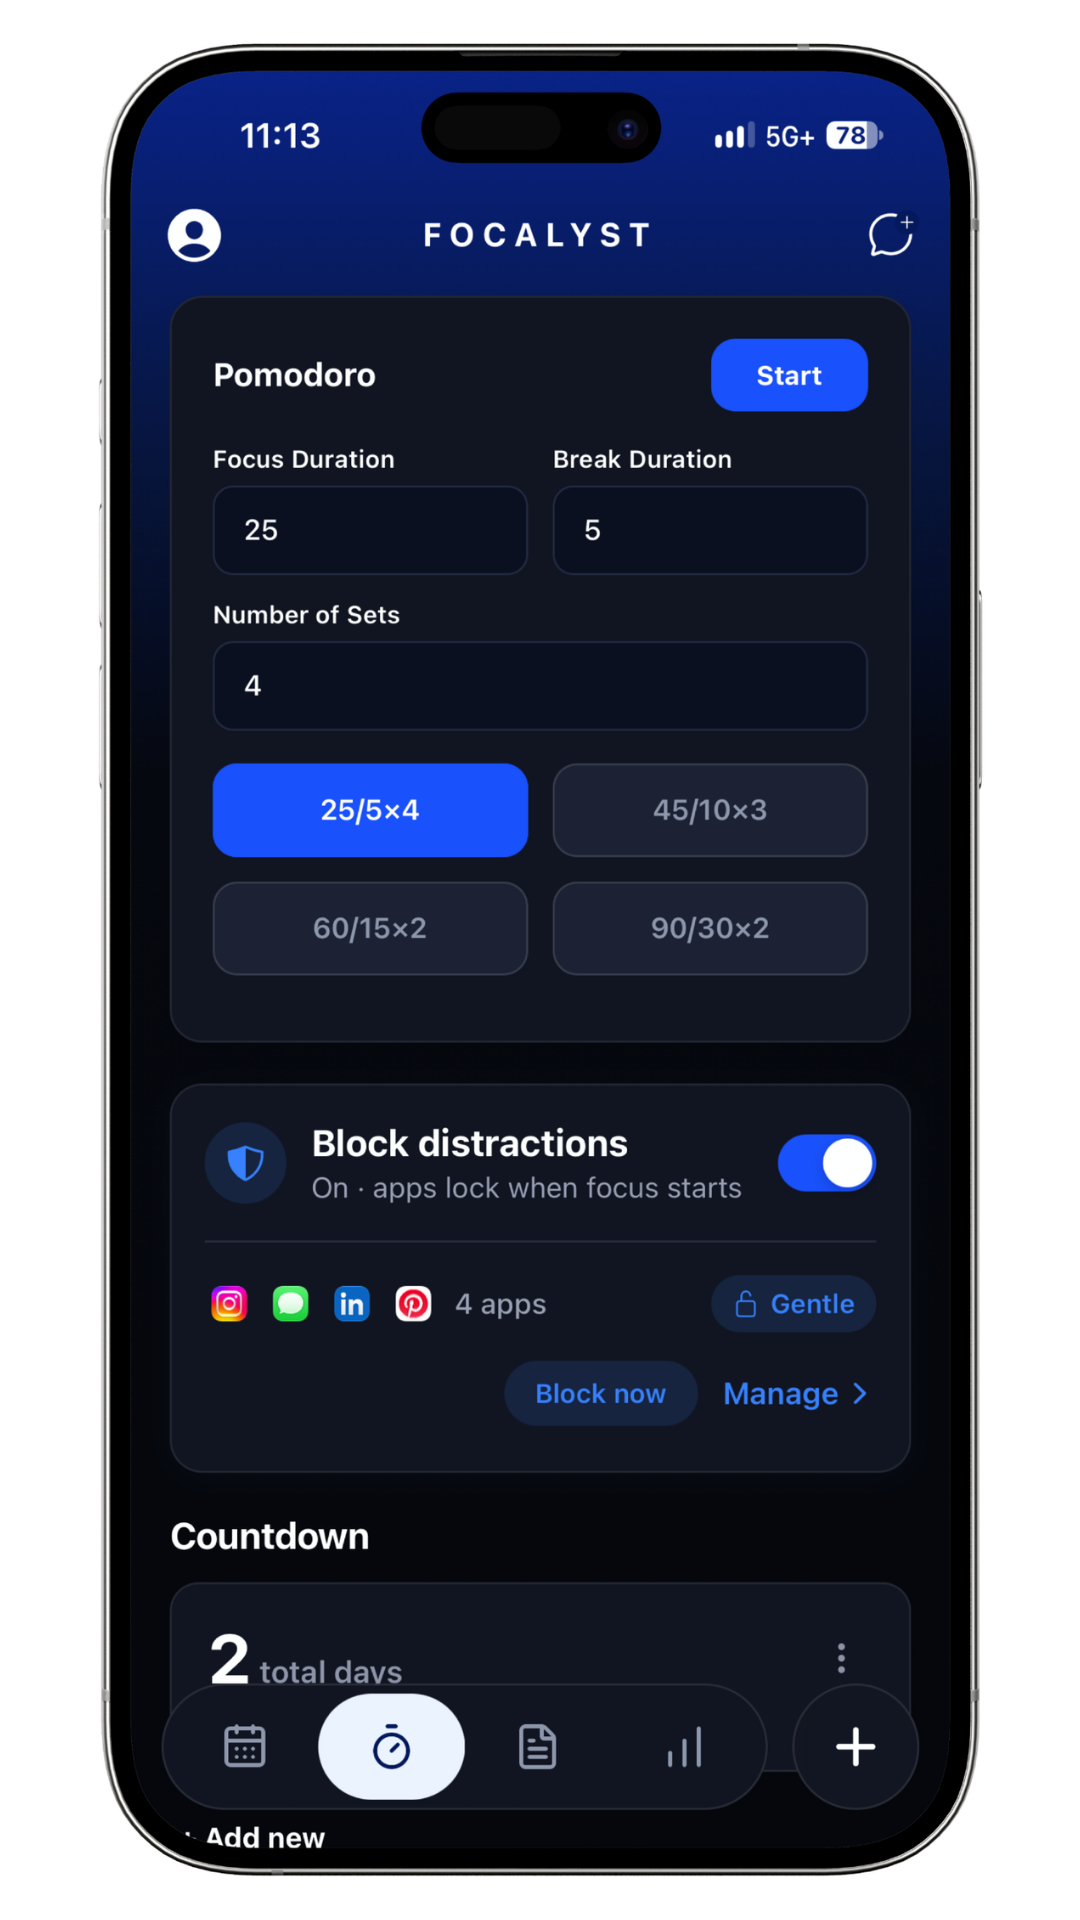 11:13 5G+ 78
FOCALYST
Pomodoro Start
Focus Duration Break Duration
25 5
Number of Sets
4
25/5×4 45/10×3
60/15×2 90/30×2
Block distractions
On · apps lock when focus starts
in 4 apps Gentle
Block now Manage
Countdown
2 total days
Add new